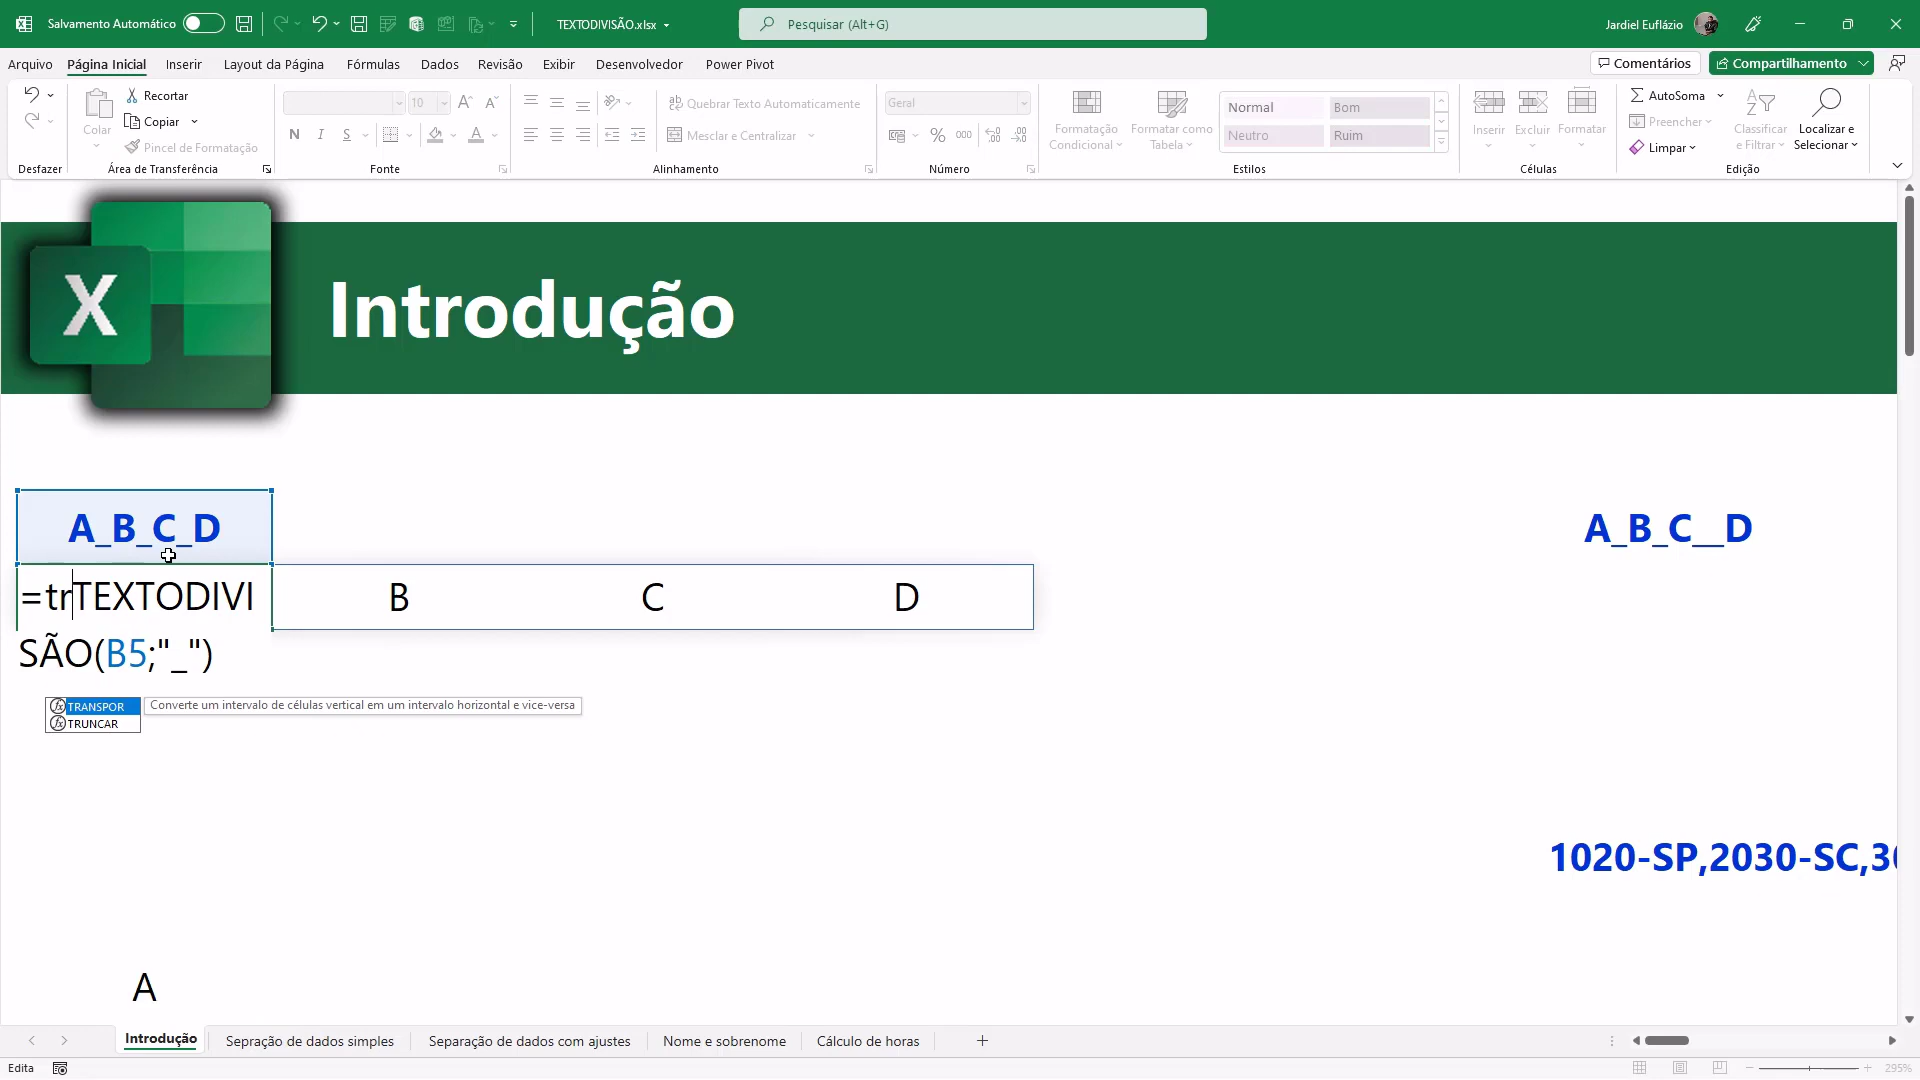 Salvamento Automático
TEXTODIVISÃO.xlsx
Pesquisar (Alt+G)
Jardiel Euflázio
Arquivo
Página Inicial
Inserir
Layout da Página
Fórmulas
Dados
Revisão
Exibir
Desenvolvedor
Power Pivot
Comentários
Compartilhamento
Desfazer
Colar
Recortar
Copiar
Pincel de Formatação
Área de Transferência
10
N I S
Fonte
Quebrar Texto Automaticamente
Mesclar e Centralizar
Alinhamento
Geral
% 000
Número
Formatação Condicional
Formatar como Tabela
Normal
Bom
Neutro
Ruim
Estilos
Inserir
Excluir
Formatar
Células
AutoSoma
Preencher
Limpar
Classificar e Filtrar
Localizar e Selecionar
Edição
X
Introdução
A_B_C_D
A_B_C__D
=trTEXTODIVI
SÃO(B5;"_")
B
C
D
TRANSPOR
Converte um intervalo de células vertical em um intervalo horizontal e vice-versa
TRUNCAR
1020-SP,2030-SC,30
A
Introdução
Sepração de dados simples
Separação de dados com ajustes
Nome e sobrenome
Cálculo de horas
Edita
295%